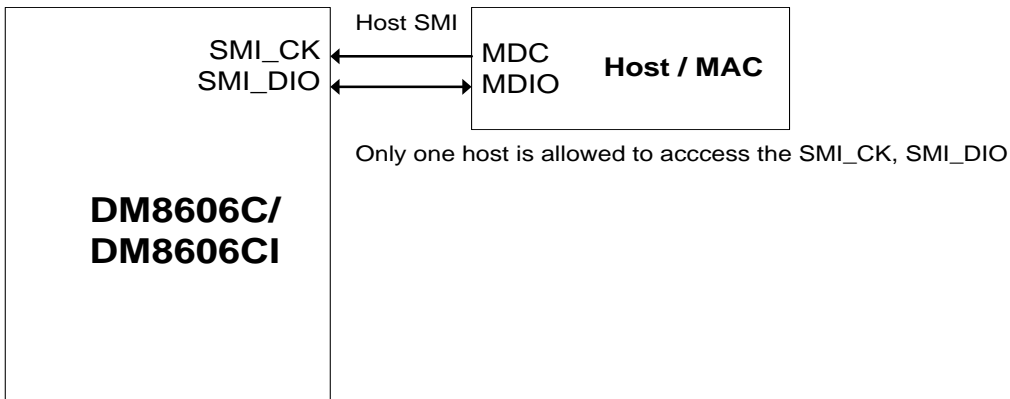 Host SMI
SMI_CK
MDC
Host / MAC
SMI_DIO
MDIO
Only one host is allowed to acccess the SMI_CK, SMI_DIO
DM8606C/
DM8606CI